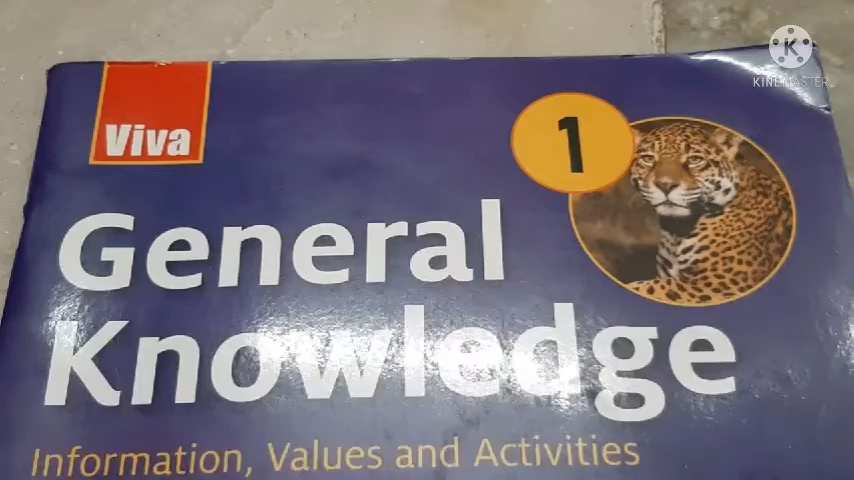 K
KINEMASTER
Viva
1
General
Knowledge
Information, Values and Activities